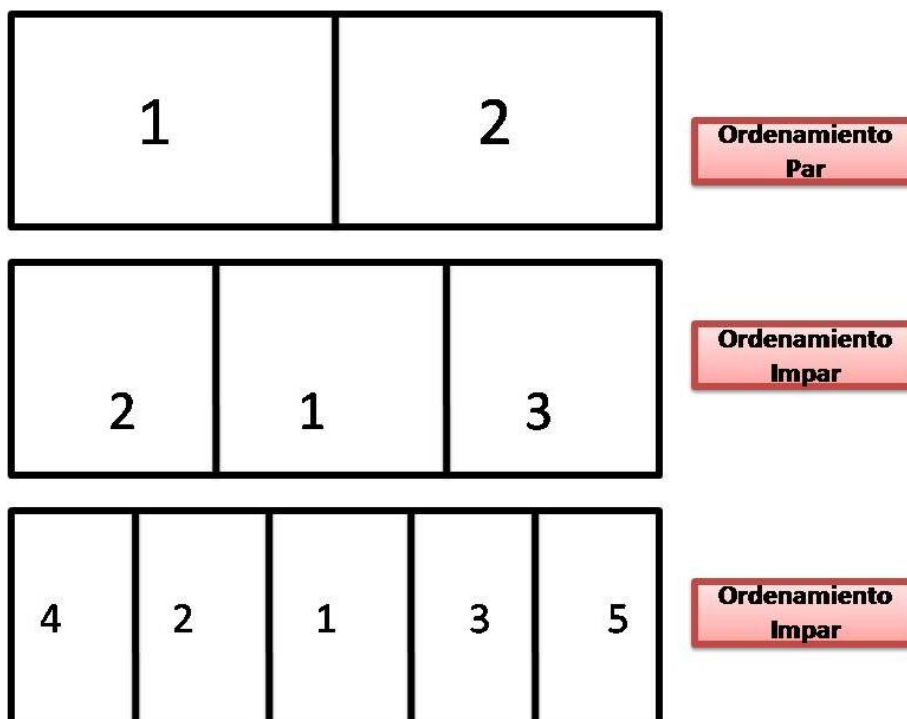 1 2
Ordenamiento
Par
2 1 3
Ordenamiento
Impar
4 2 1 3 5
Ordenamiento
Impar